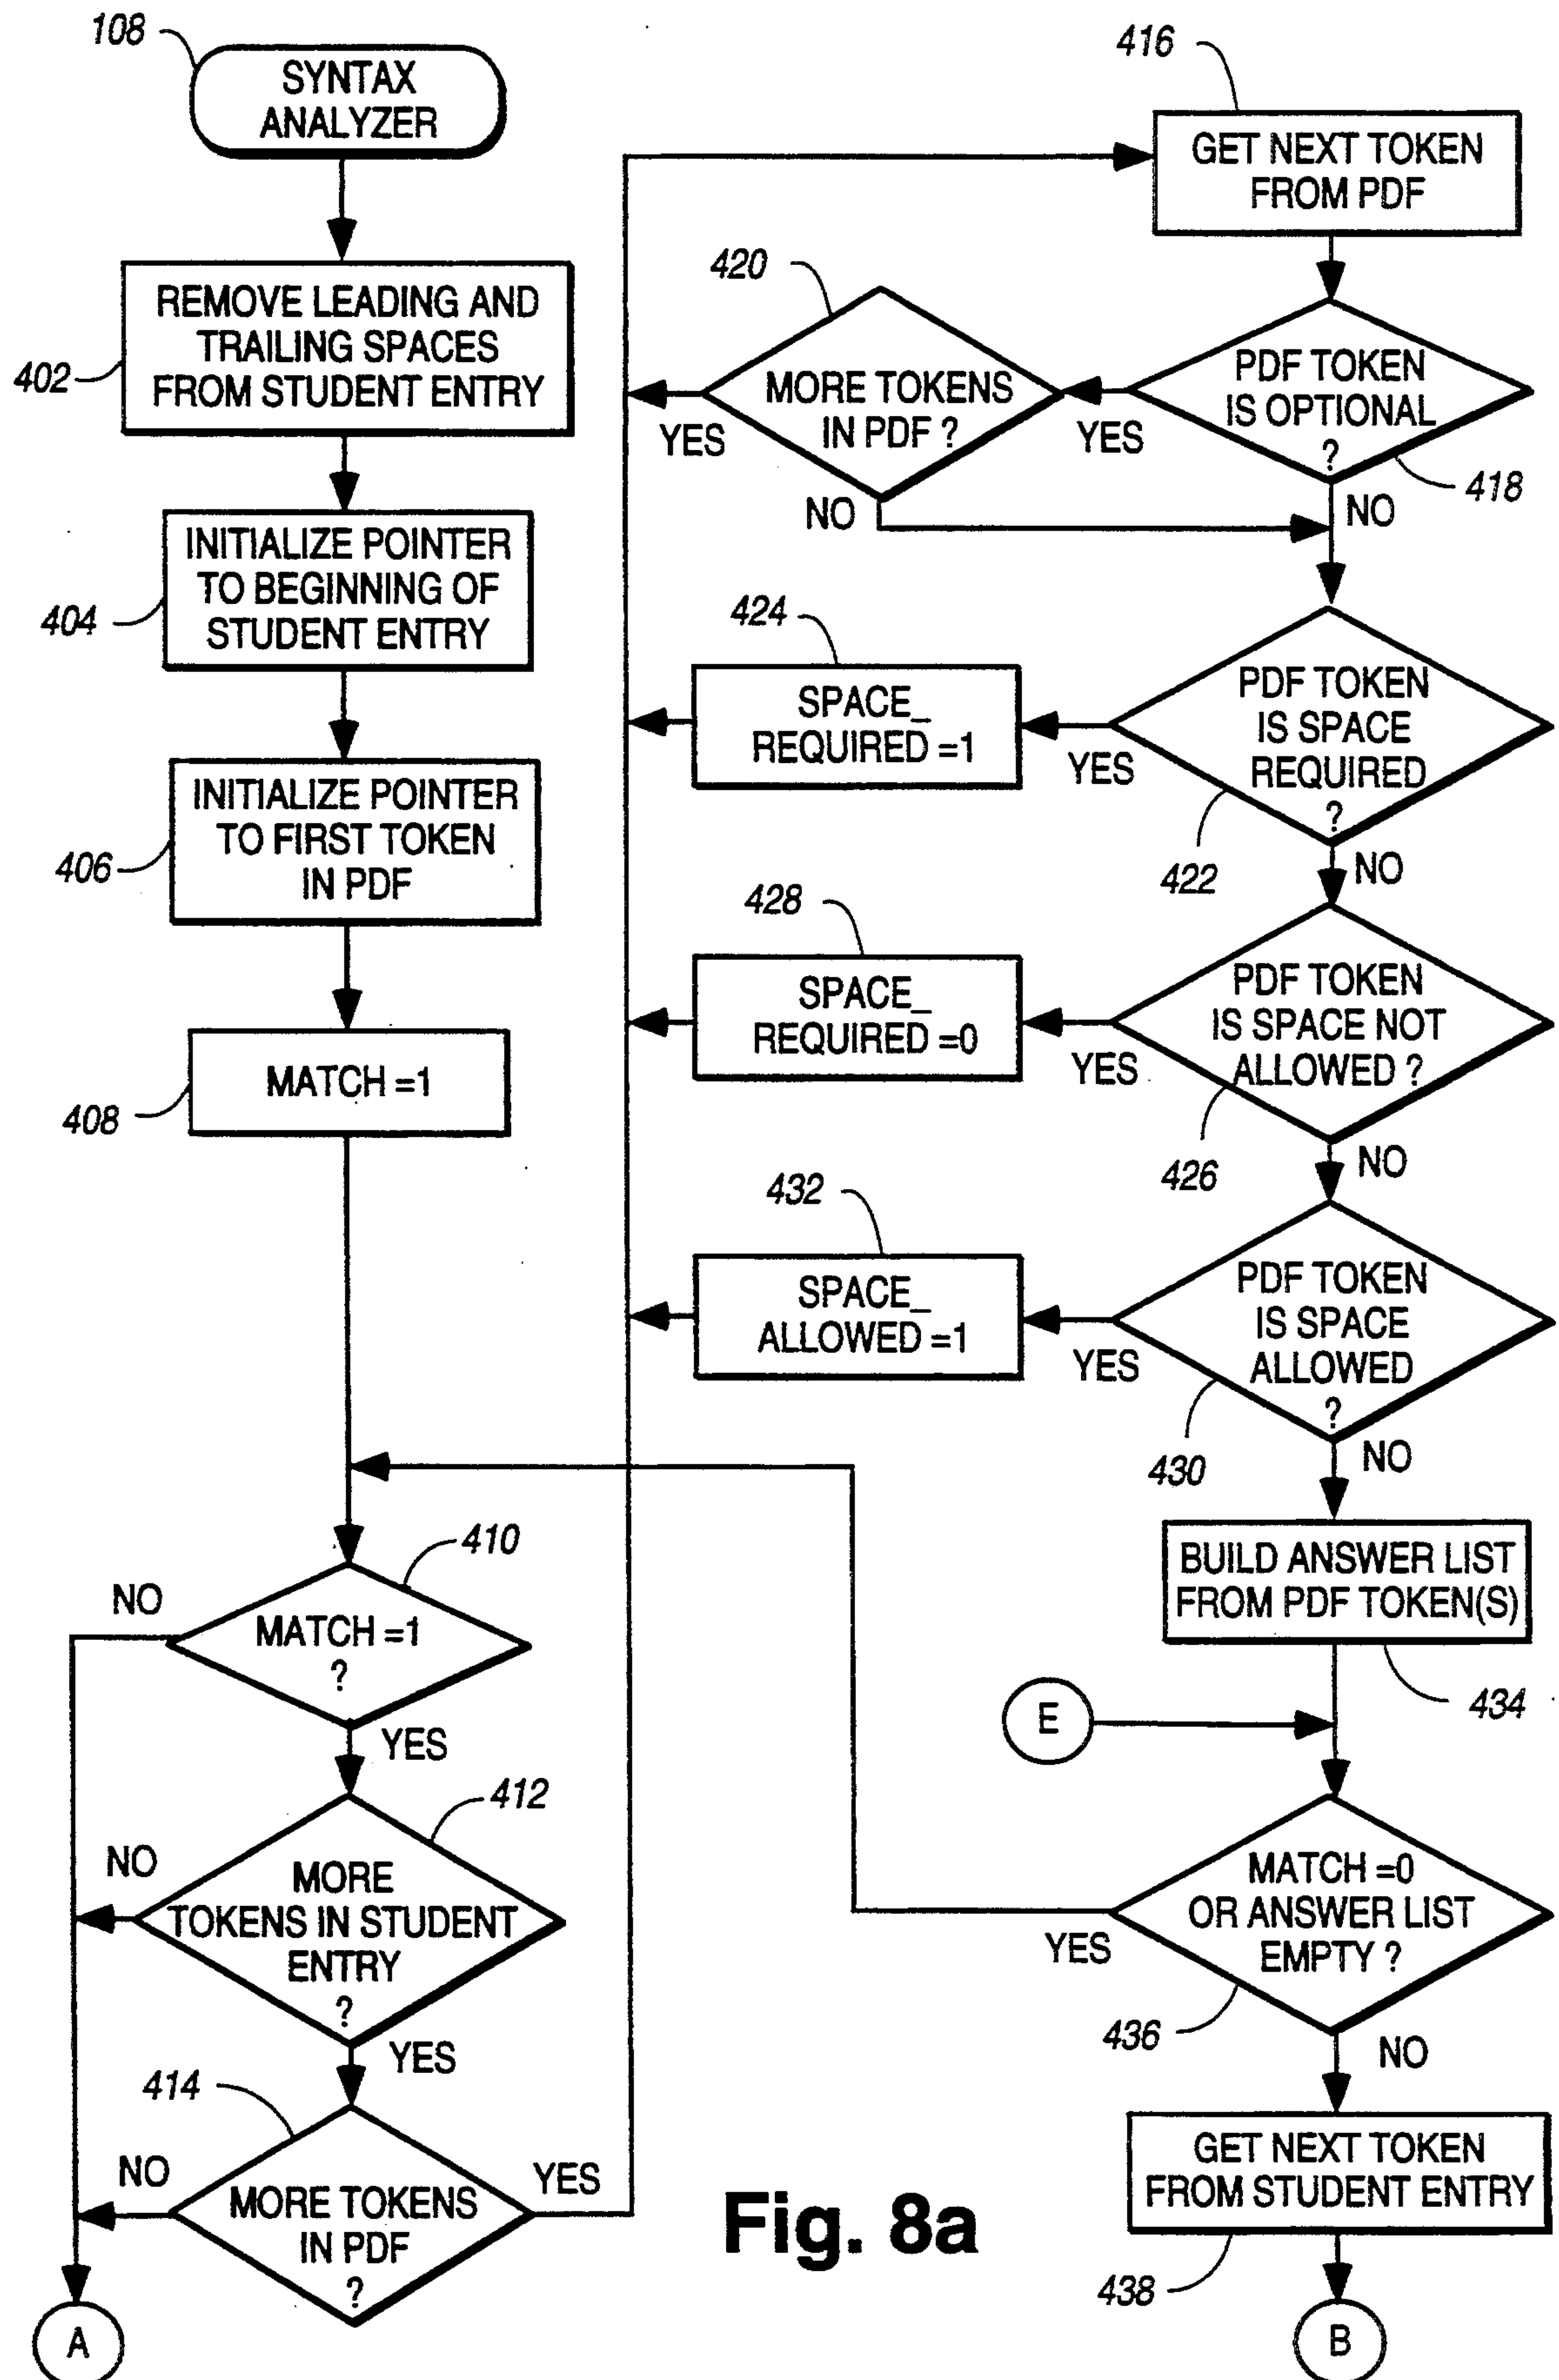 108
SYNTAX
ANALYZER
402
REMOVE LEADING AND
TRAILING SPACES
FROM STUDENT ENTRY
404
INITIALIZE POINTER
TO BEGINNING OF
STUDENT ENTRY
406
INITIALIZE POINTER
TO FIRST TOKEN
IN PDF
408
MATCH =1
410
NO
MATCH =1
?
YES
412
NO
MORE
TOKENS IN STUDENT
ENTRY
?
YES
414
NO
MORE TOKENS
IN PDF
?
YES
A
416
GET NEXT TOKEN
FROM PDF
420
MORE TOKENS
IN PDF ?
YES
NO
PDF TOKEN
IS OPTIONAL
?
YES
418
NO
424
SPACE_
REQUIRED =1
YES
PDF TOKEN
IS SPACE
REQUIRED
?
422
NO
428
SPACE_
REQUIRED =0
YES
PDF TOKEN
IS SPACE NOT
ALLOWED ?
426
NO
432
SPACE_
ALLOWED =1
YES
PDF TOKEN
IS SPACE
ALLOWED
?
430
NO
BUILD ANSWER LIST
FROM PDF TOKEN(S)
434
E
MATCH =0
OR ANSWER LIST
EMPTY ?
YES
436
NO
GET NEXT TOKEN
FROM STUDENT ENTRY
438
B
Fig. 8a